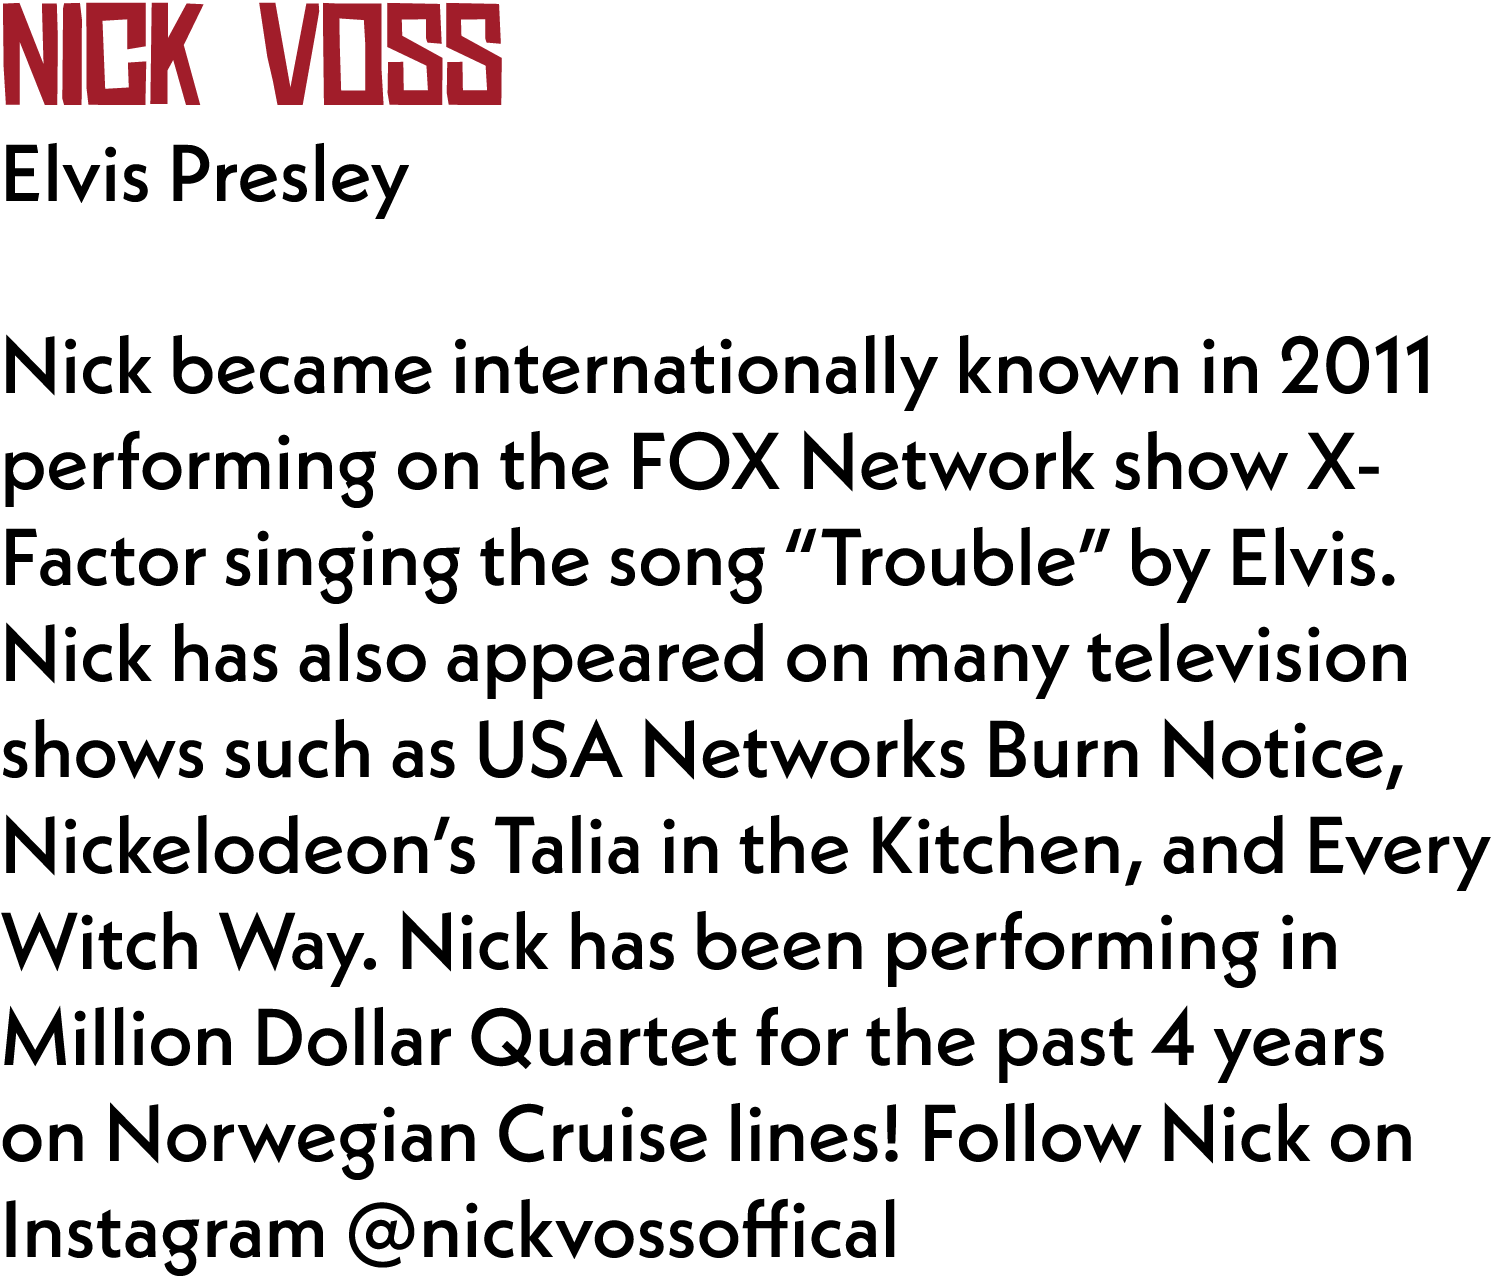 NICK VOSS
Elvis Presley
Nick became internationally known in 2011
performing on the FOX Network show X-
Factor singing the song “Trouble” by Elvis.
Nick has also appeared on many television
shows such as USA Networks Burn Notice,
Nickelodeon’s Talia in the Kitchen, and Every
Witch Way. Nick has been performing in
Million Dollar Quartet for the past 4 years
on Norwegian Cruise lines! Follow Nick on
Instagram @nickvossoffical